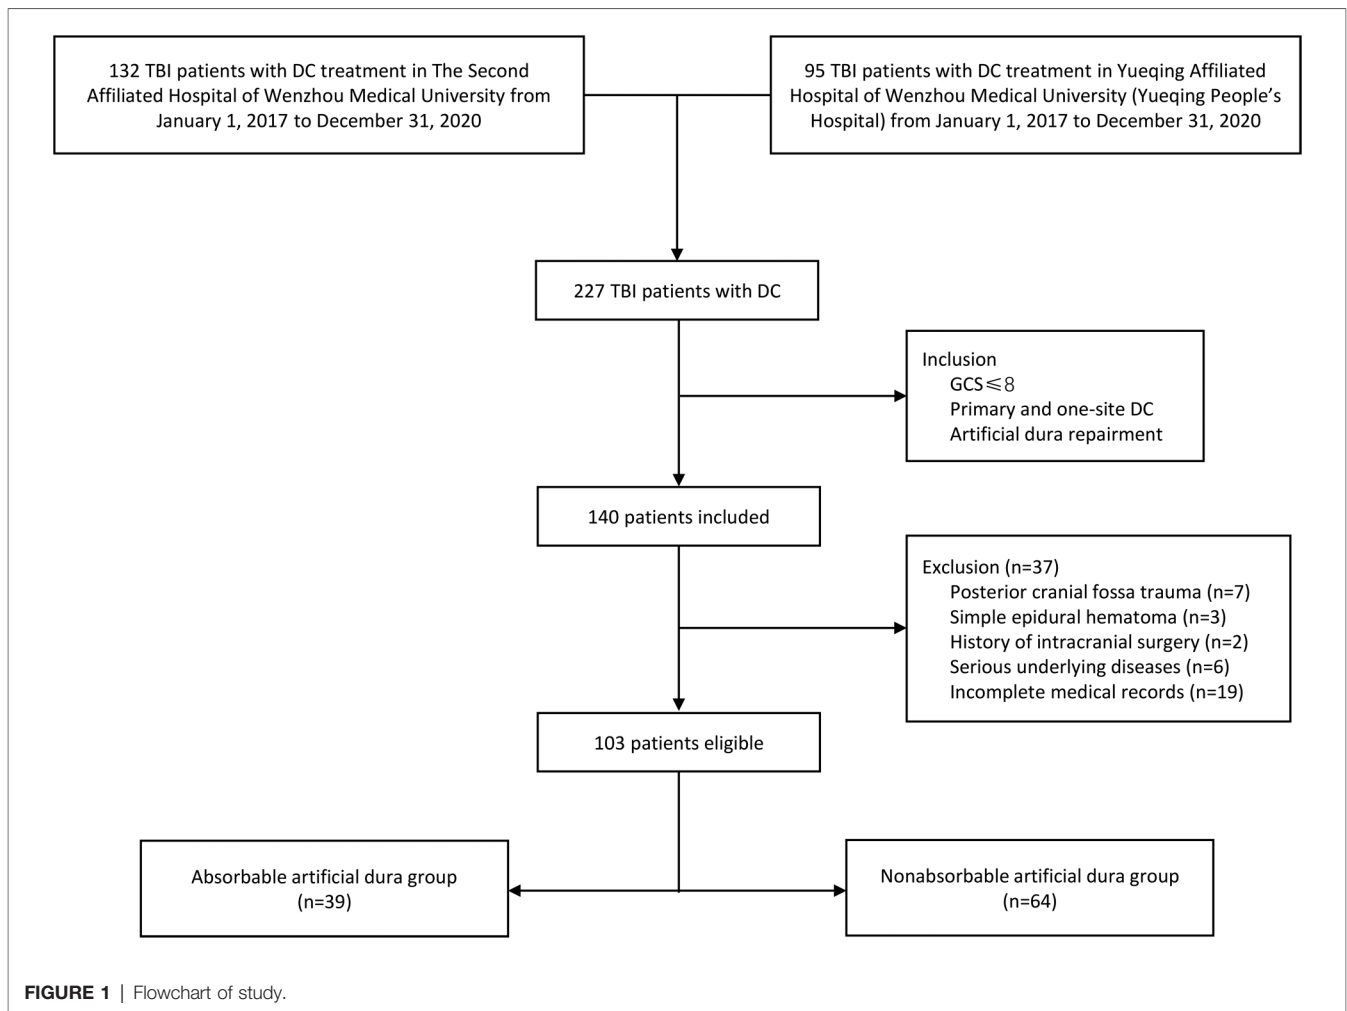 132 TBI patients with DC treatment in The Second
Affiliated Hospital of Wenzhou Medical University from
January 1, 2017 to December 31, 2020
95 TBI patients with DC treatment in Yueqing Affiliated
Hospital of Wenzhou Medical University (Yueqing People’s
Hospital) from January 1, 2017 to December 31, 2020
227 TBI patients with DC
Inclusion
GCS≤8
Primary and one-site DC
Artificial dura repairment
140 patients included
Exclusion (n=37)
Posterior cranial fossa trauma (n=7)
Simple epidural hematoma (n=3)
History of intracranial surgery (n=2)
Serious underlying diseases (n=6)
Incomplete medical records (n=19)
103 patients eligible
Absorbable artificial dura group
(n=39)
Nonabsorbable artificial dura group
(n=64)
FIGURE 1 | Flowchart of study.